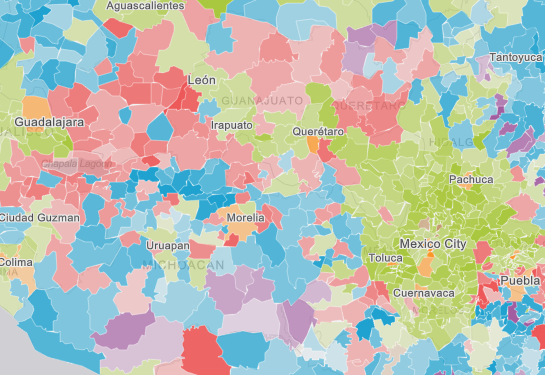 Aguascalientes
Tantoyuca
León
GUANAJUATO
QUERÉTARO
Guadalajara
Irapuato
Querétaro
JALISCO
HIDALG
Chapala Lagoon
Pachuca
Ciudad Guzman
Morelia
Mexico City
Uruapan
Toluca
Colima
MICHOACÁN
Puebla
Cuernavaca